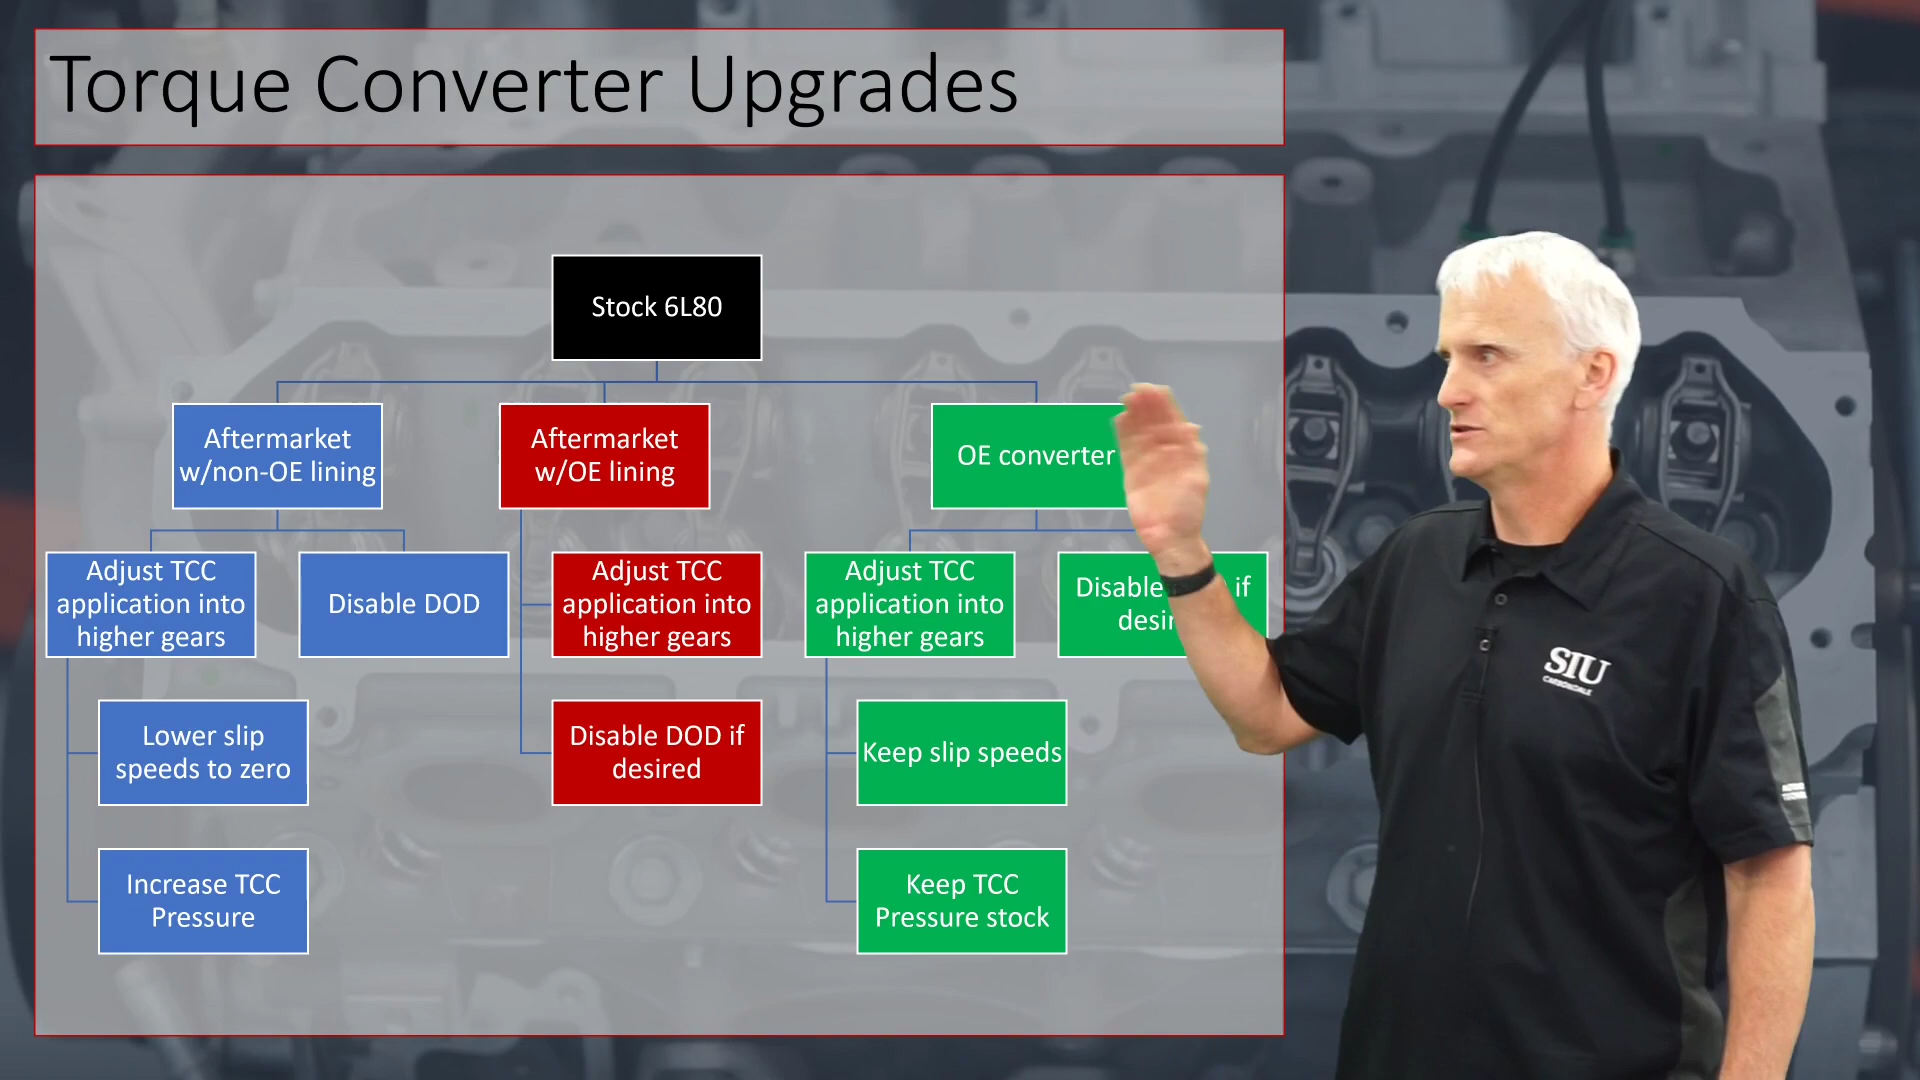 Torque Converter Upgrades
Stock 6L80
Aftermarket
w/non-OE lining
Aftermarket
w/OE lining
OE converter
Adjust TCC
application into
higher gears
Disable DOD
Adjust TCC
application into
higher gears
Adjust TCC
application into
higher gears
Disable if
Lower slip
speeds to zero
Disable DOD if
desired
Keep slip speeds
Increase TCC
Pressure
Keep TCC
Pressure stock
SIU
CARBONDALE